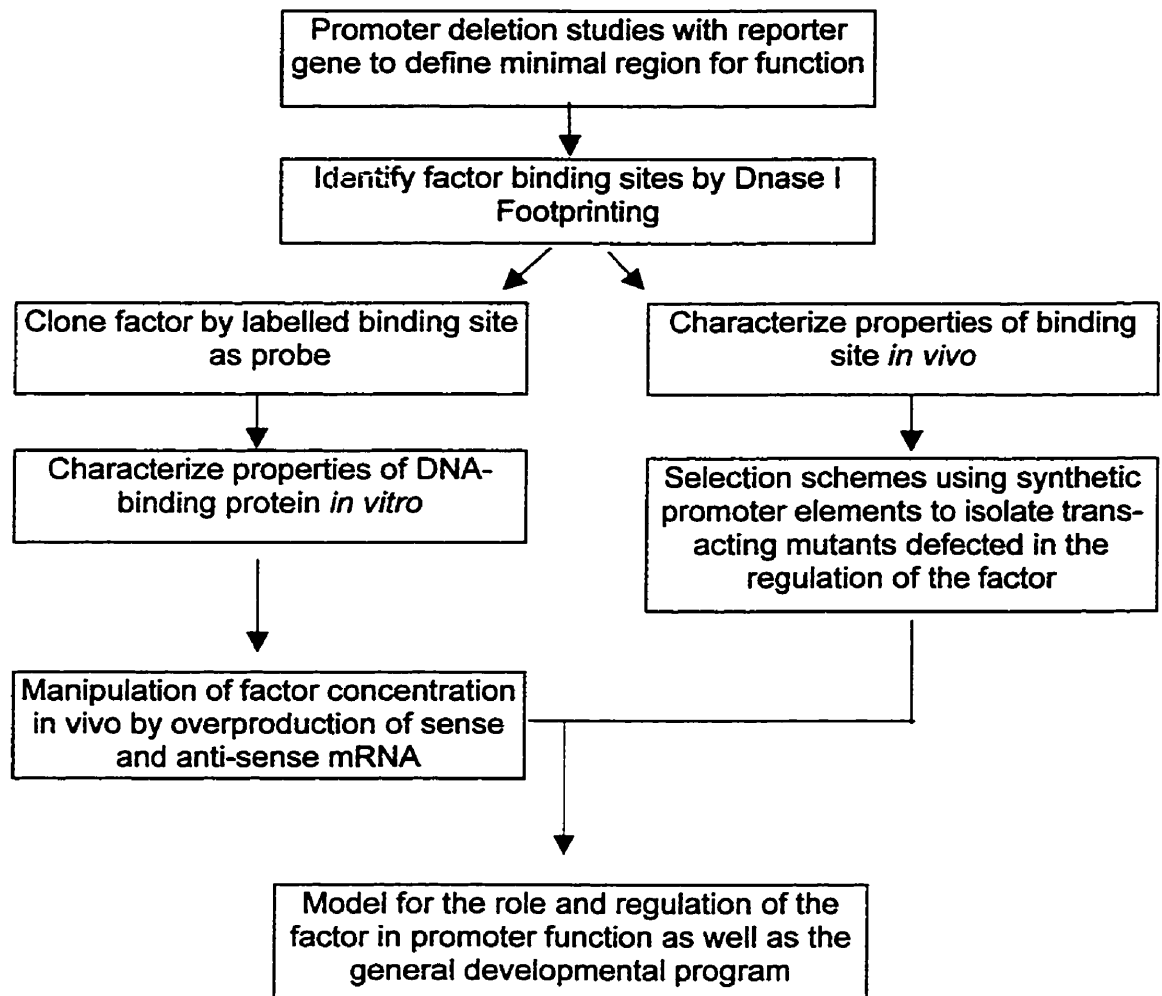 Promoter deletion studies with reporter
gene to define minimal region for function
Identify factor binding sites by Dnase I
Footprinting
Clone factor by labelled binding site
as probe
Characterize properties of binding
site in vivo
Characterize properties of DNA-
binding protein in vitro
Selection schemes using synthetic
promoter elements to isolate trans-
acting mutants defected in the
regulation of the factor
Manipulation of factor concentration
in vivo by overproduction of sense
and anti-sense mRNA
Model for the role and regulation of the
factor in promoter function as well as the
general developmental program